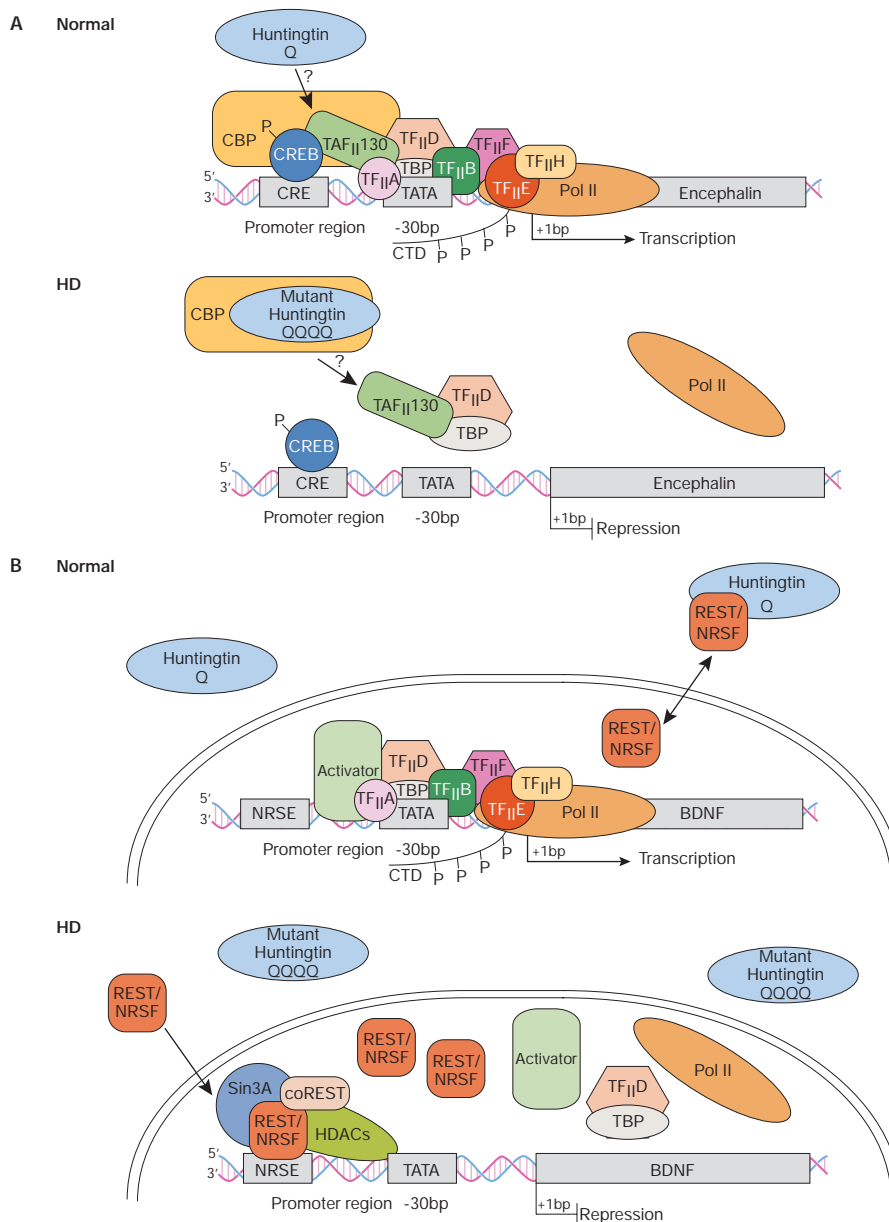 A Normal
Huntingtin
Q
?
CBP
P
CREB
TAFII130
TFIID
TFIIF
TFIIH
TFIIA
TBP
TFIIB
TFIIE
Pol II
5′
3′
CRE
TATA
Encephalin
Promoter region -30bp
CTD P P P P
+1bp
Transcription
HD
CBP
Mutant
Huntingtin
QQQQ
?
TAFII130
TFIID
TBP
Pol II
P
CREB
5′
3′
CRE
TATA
Encephalin
Promoter region -30bp
+1bp
Repression
B Normal
Huntingtin
Q
REST/
NRSF
Huntingtin
Q
REST/
NRSF
Activator
TFIID
TFIIF
TFIIH
TFIIA
TBP
TFIIB
TFIIE
Pol II
5′
3′
NRSE
TATA
BDNF
Promoter region -30bp
CTD P P P P
+1bp
Transcription
HD
Mutant
Huntingtin
QQQQ
Mutant
Huntingtin
QQQQ
REST/
NRSF
REST/
NRSF
REST/
NRSF
Activator
Pol II
Sin3A
coREST
REST/
NRSF
HDACs
TFIID
TBP
5′
3′
NRSE
TATA
BDNF
Promoter region -30bp
+1bp
Repression